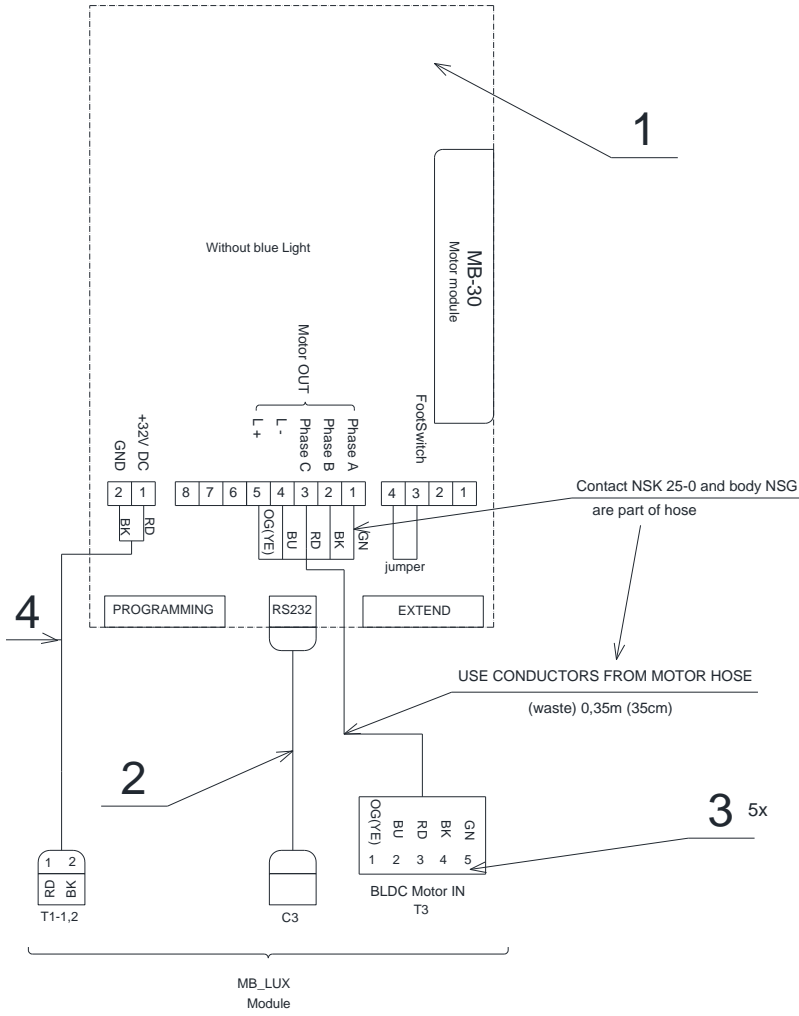 1
Without blue Light
MB-30
Motor module
Motor OUT
FootSwitch
+32V DC
GND
L +
L -
Phase C
Phase B
Phase A
2 1
8 7 6 5 4 3 2 1
4 3 2 1
BK RD
OG(YE) BU RD BK GN
jumper
Contact NSK 25-0 and body NSG
are part of hose
PROGRAMMING
RS232
EXTEND
4
USE CONDUCTORS FROM MOTOR HOSE
(waste) 0,35m (35cm)
2
3 5x
OG(YE) BU RD BK GN
1 2 3 4 5
BLDC Motor IN
T3
1 2
RD BK
T1-1,2
C3
MB_LUX
Module